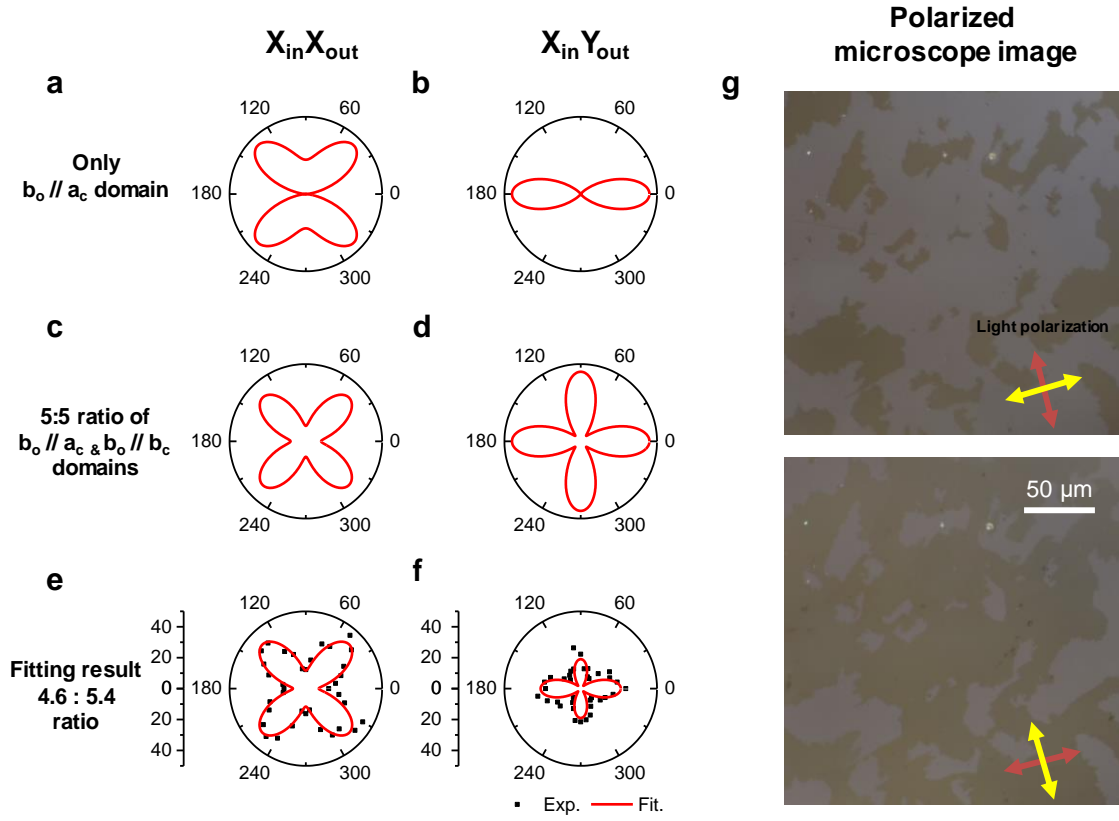 XinXout
XinYout
Polarized
microscope image
a
b
g
120
60
180
0
240
300
120
60
180
0
240
300
Only
bo // ac domain
Light polarization
c
d
120
60
180
0
240
300
120
60
180
0
240
300
5:5 ratio of
bo // ac & bo // bc
domains
50 µm
e
f
40
20
0
20
40
120
60
180
0
240
300
40
20
0
20
40
120
60
180
0
240
300
Fitting result
4.6 : 5.4
ratio
Exp.
Fit.